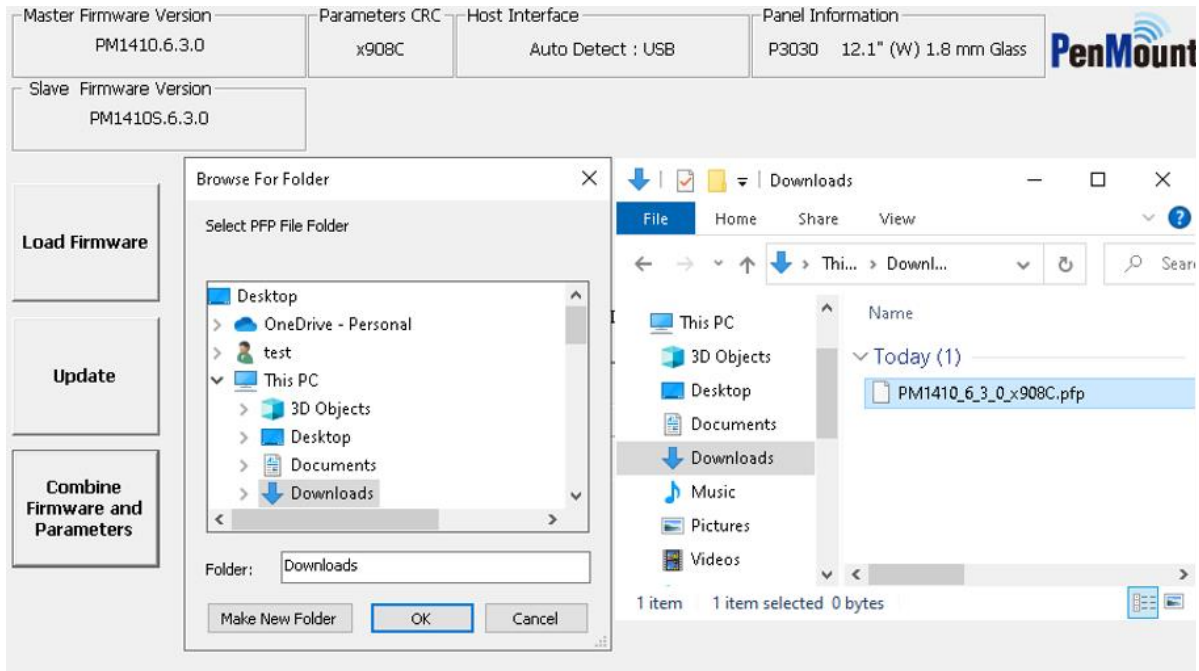 Master Firmware Version
PM1410.6.3.0
Parameters CRC
x908C
Host Interface
Auto Detect : USB
Panel Information
P3030 12.1" (W) 1.8 mm Glass
PenMount
Slave Firmware Version
PM1410S.6.3.0
Load Firmware
Update
Combine
Firmware and
Parameters
Browse For Folder
Select PFP File Folder
Desktop
OneDrive - Personal
test
This PC
3D Objects
Desktop
Documents
Downloads
Folder:
Downloads
Make New Folder
OK
Cancel
Downloads
File
Home
Share
View
Thi... > Downl...
This PC
3D Objects
Desktop
Documents
Downloads
Music
Pictures
Videos
Name
Today (1)
PM1410_6_3_0_x908C.pfp
1 item
1 item selected 0 bytes